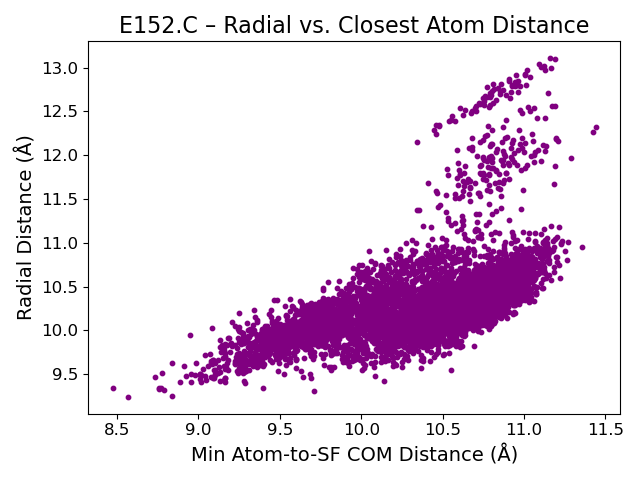 E152.C – Radial vs. Closest Atom Distance
Radial Distance (Å)
13.0
12.5
12.0
11.5
11.0
10.5
10.0
9.5
8.5 9.0 9.5 10.0 10.5 11.0 11.5
Min Atom-to-SF COM Distance (Å)